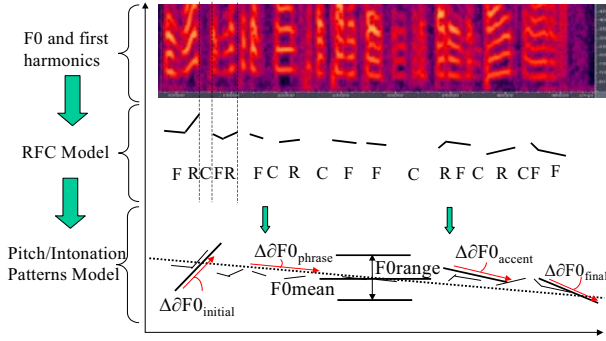 F0 and first
harmonics
RFC Model
F R C F R F C R C F F C R F C R C F F
Pitch/Intonation
Patterns Model
Δ∂F0initial
Δ∂F0phrase
F0mean
F0range
Δ∂F0accent
Δ∂F0final